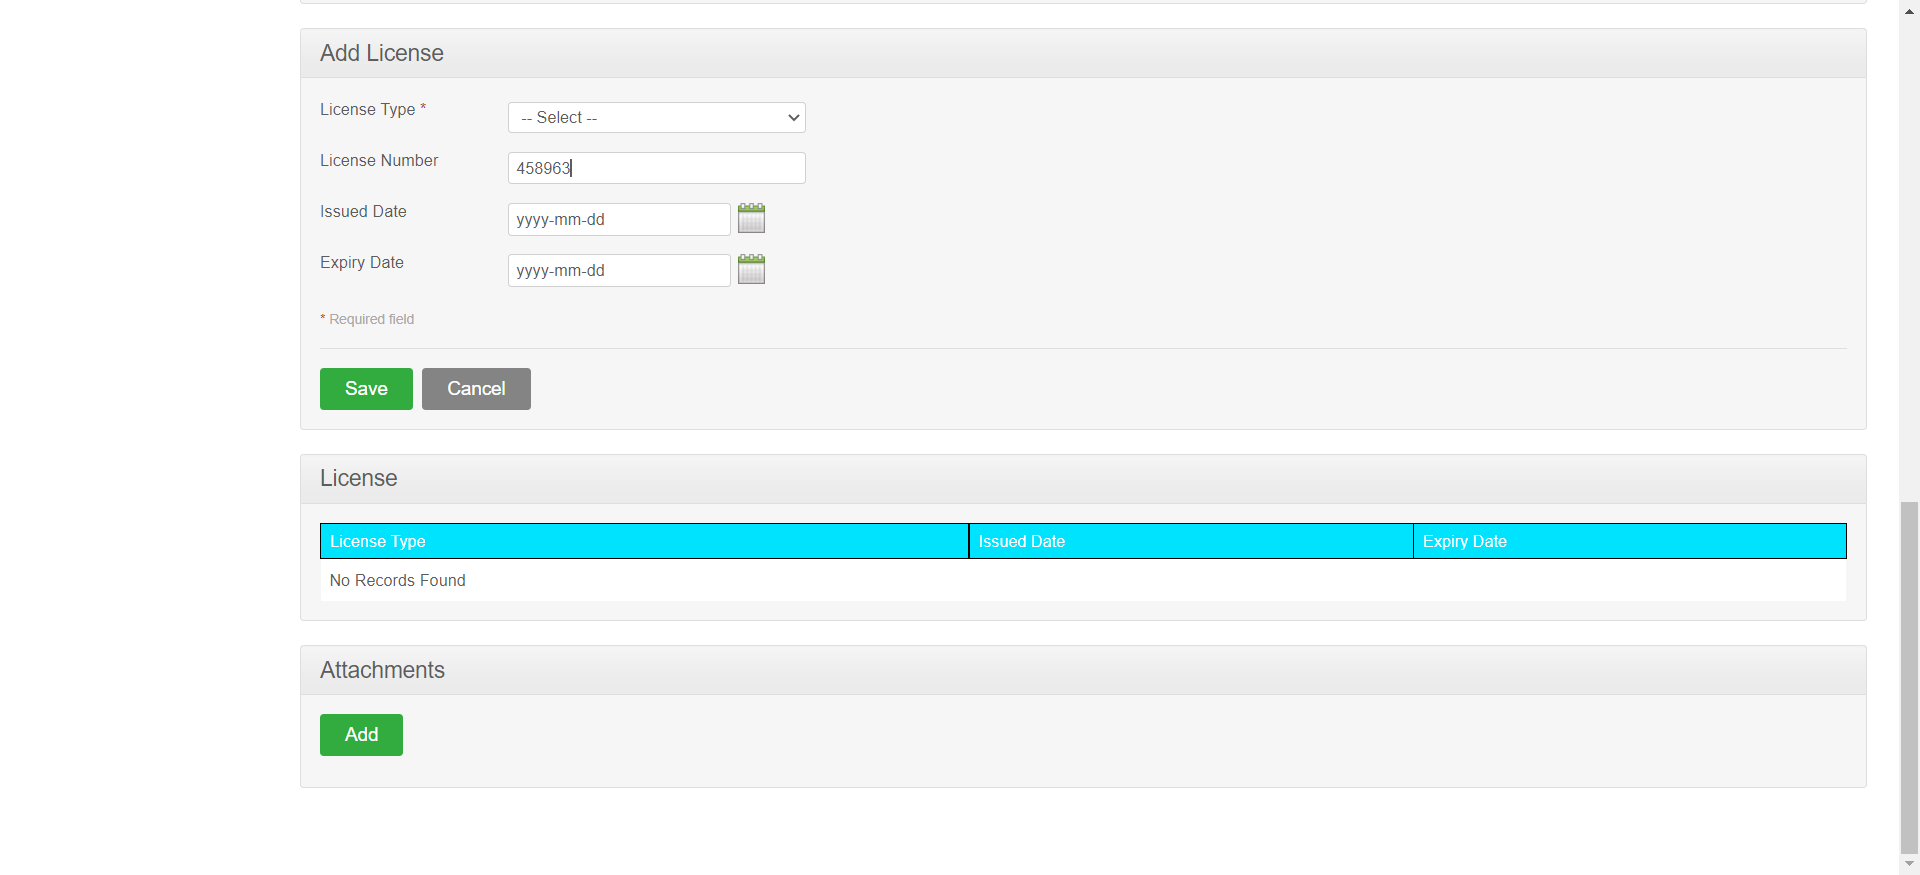 Add License
License Type *
-- Select --
License Number
458963
Issued Date
yyyy-mm-dd
Expiry Date
yyyy-mm-dd
* Required field
Save Cancel
License
License Type Issued Date Expiry Date
No Records Found
Attachments
Add